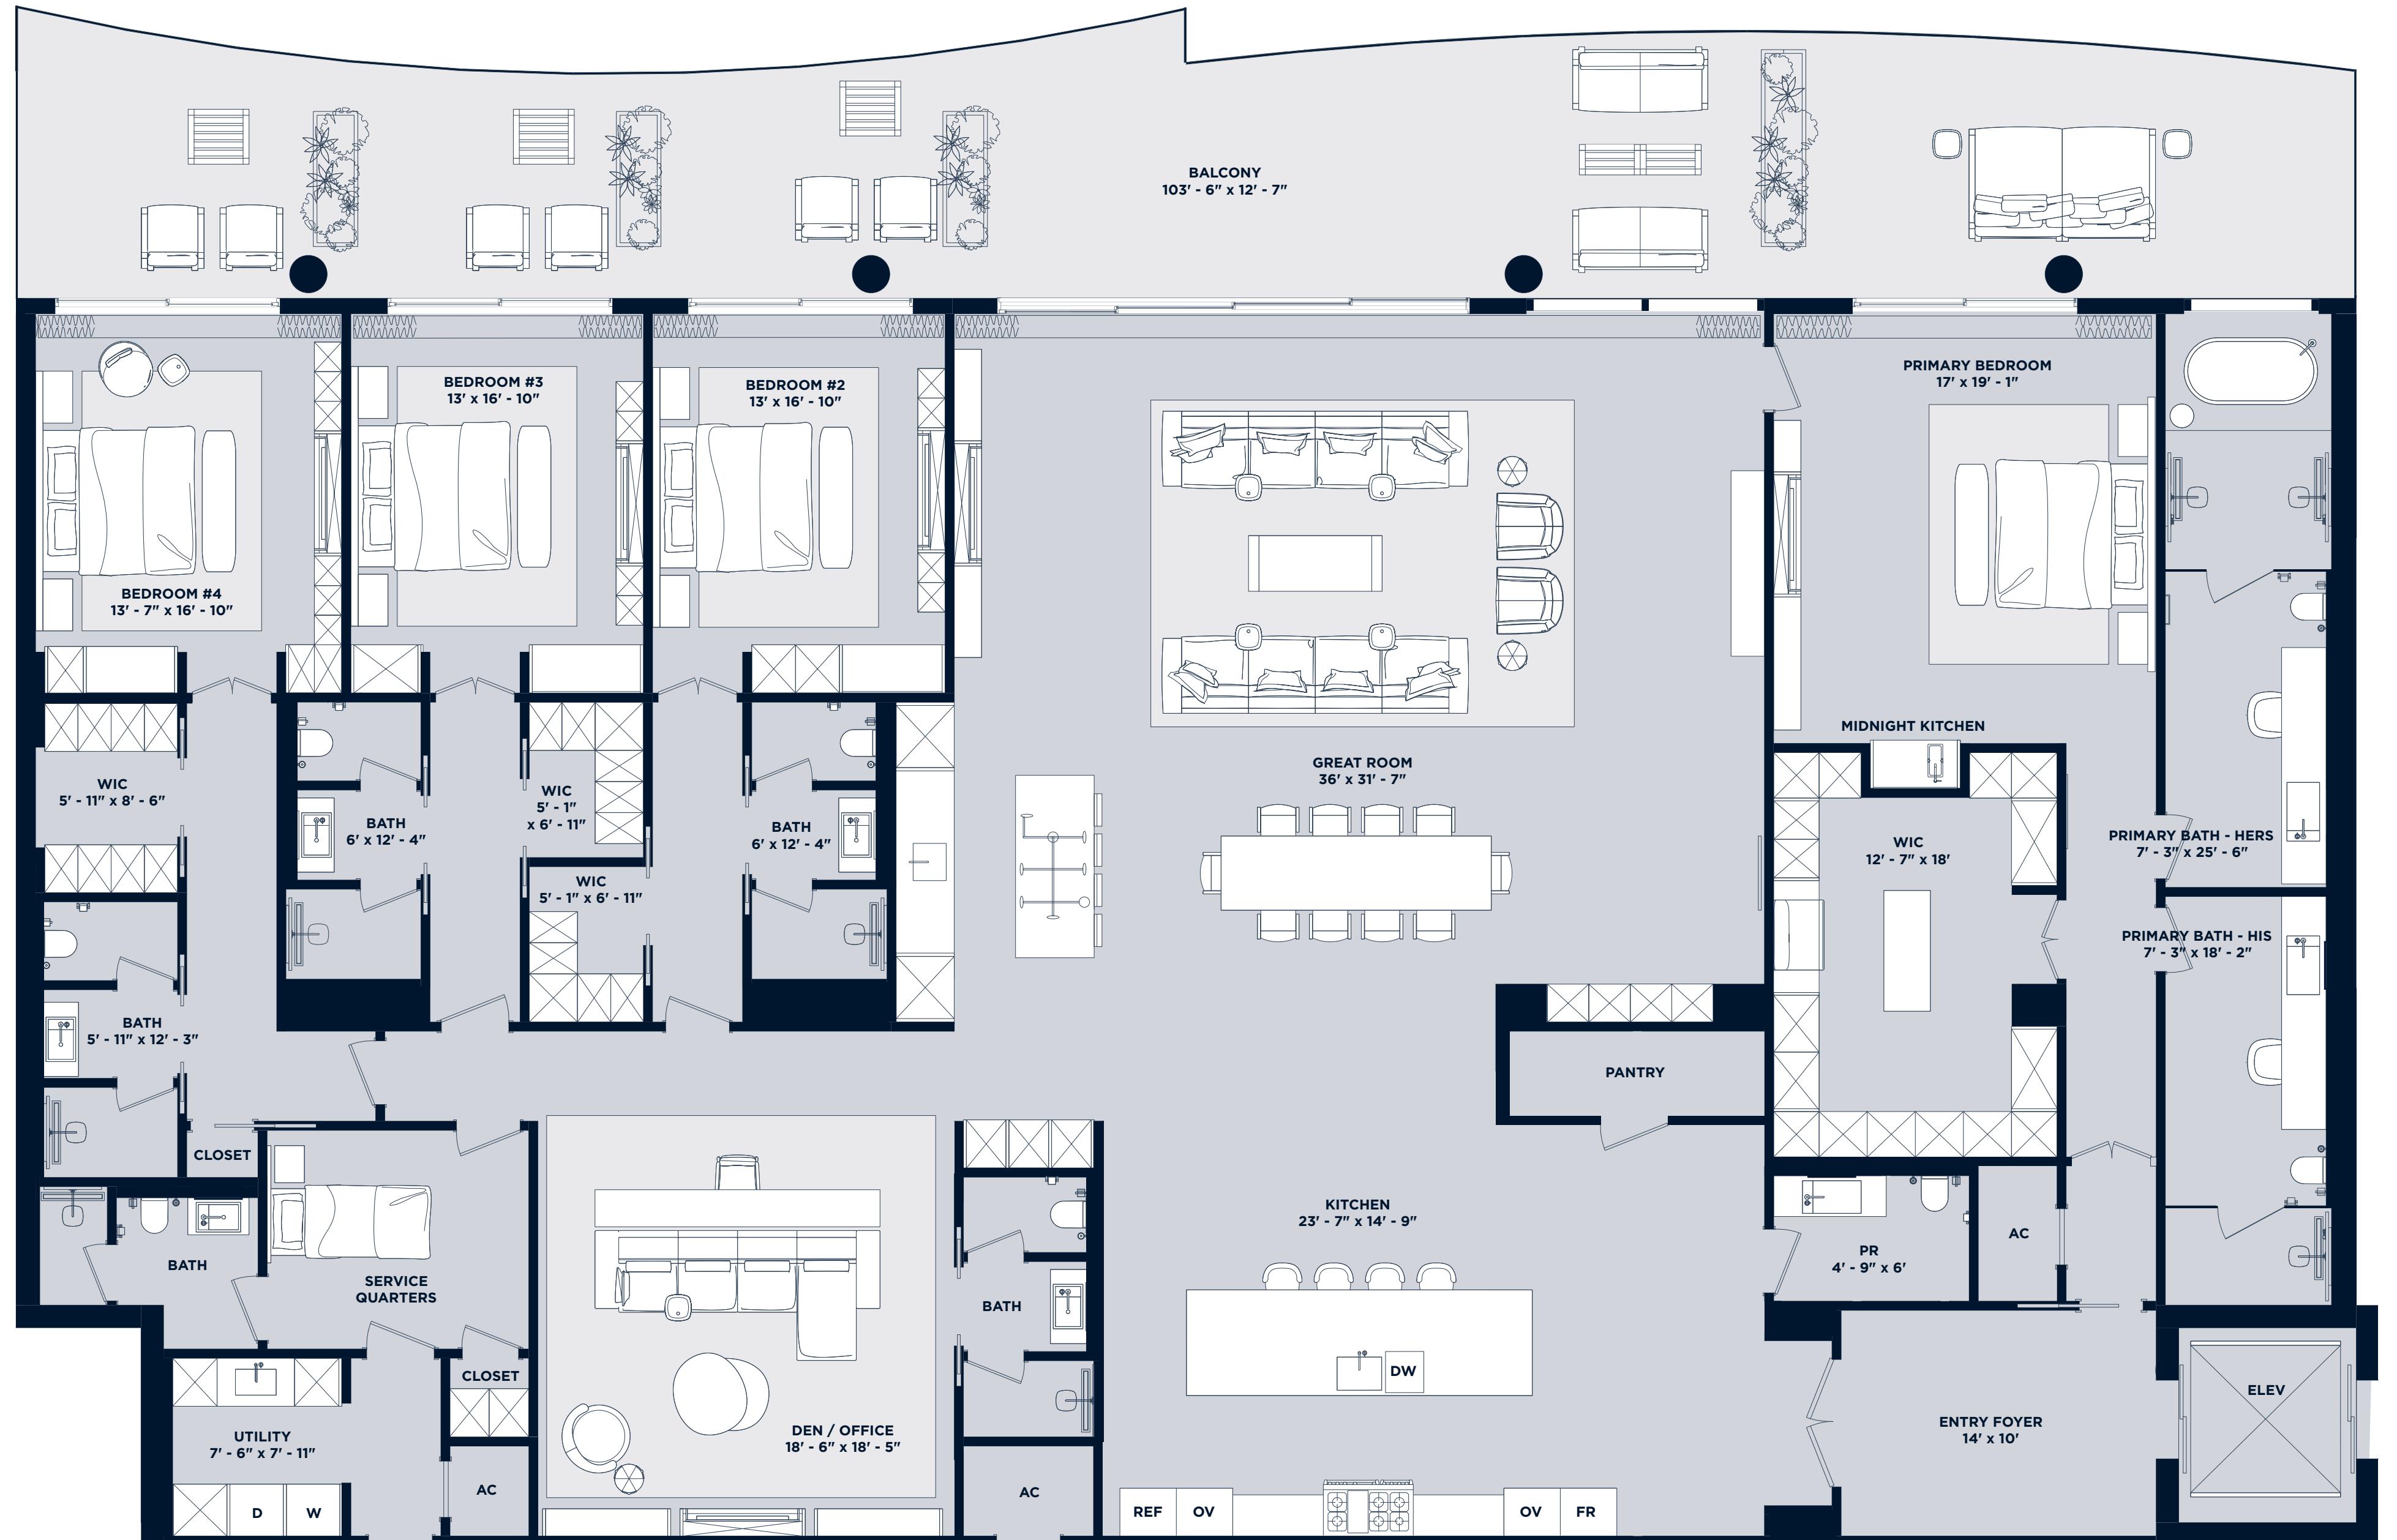 BALCONY
103' - 6" x 12' - 7"
PRIMARY BEDROOM
17' x 19' - 1"
BEDROOM #3
13' x 16' - 10"
BEDROOM #2
13' x 16' - 10"
BEDROOM #4
13' - 7" x 16' - 10"
MIDNIGHT KITCHEN
GREAT ROOM
36' x 31' - 7"
WIC
5' - 11" x 8' - 6"
WIC
5' - 1"
x 6' - 11"
BATH
6' x 12' - 4"
BATH
6' x 12' - 4"
WIC
12' - 7" x 18'
PRIMARY BATH - HERS
7' - 3" x 25' - 6"
WIC
5' - 1" x 6' - 11"
PRIMARY BATH - HIS
7' - 3" x 18' - 2"
BATH
5' - 11" x 12' - 3"
PANTRY
CLOSET
KITCHEN
23' - 7" x 14' - 9"
AC
PR
4' - 9" x 6'
BATH
SERVICE
QUARTERS
BATH
CLOSET
DW
ELEV
DEN / OFFICE
18' - 6" x 18' - 5"
ENTRY FOYER
14' x 10'
UTILITY
7' - 6" x 7' - 11"
AC
AC
D
W
REF
OV
OV
FR